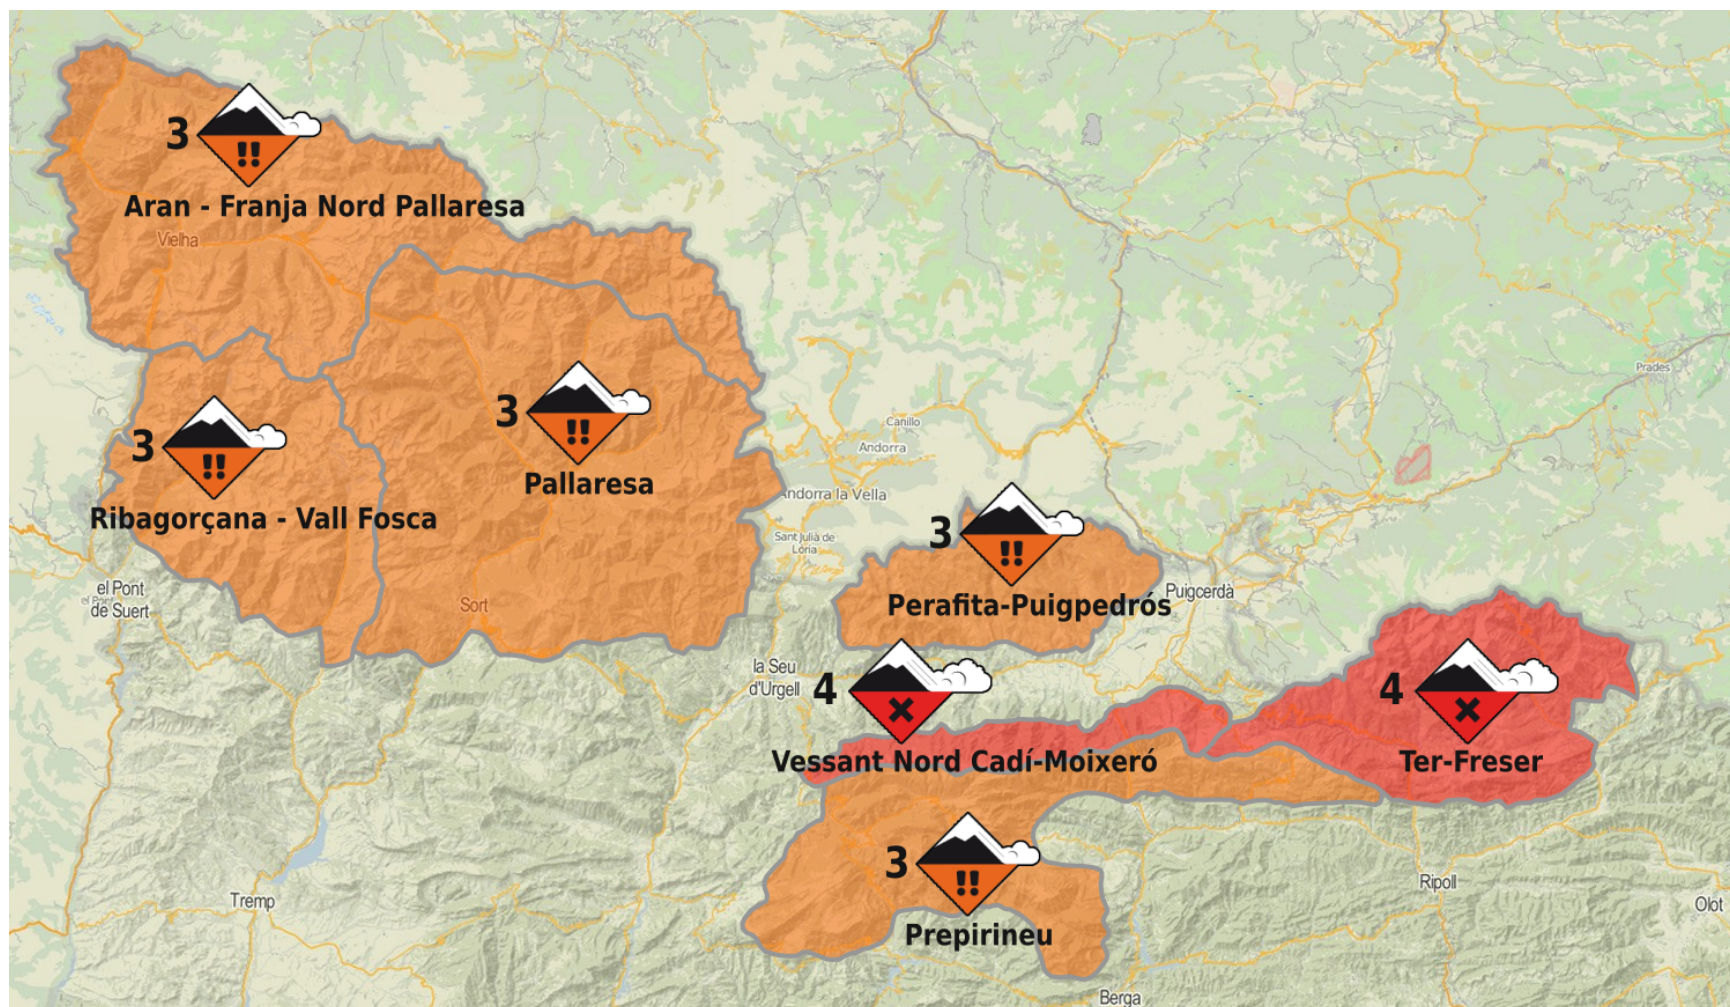 3
!!
Aran - Franja Nord Pallaresa
Vielha
3
!!
Pallaresa
3
!!
Ribagorçana - Vall Fosca
Prades
Canillo
Andorra
Andorra la Vella
Sant Julià de
Lòria
3
!!
Perafita-Puigpedrós
Puigcerdà
el Pont
de Suert
Sort
la Seu
d'Urgell
4
Vessant Nord Cadí-Moixeró
4
Ter-Freser
3
!!
Prepirineu
Tremp
Ripoll
Olot
Berga